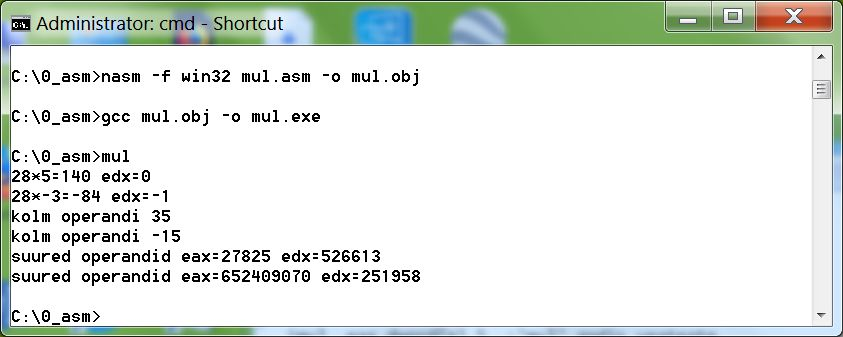 Administrator: cmd - Shortcut
C:\0_asm>nasm -f win32 mul.asm -o mul.obj
C:\0_asm>gcc mul.obj -o mul.exe
C:\0_asm>mul
28*5=140 edx=0
28*-3=-84 edx=-1
kolm operandi 35
kolm operandi -15
suured operandid eax=27825 edx=526613
suured operandid eax=652409070 edx=251958
C:\0_asm>